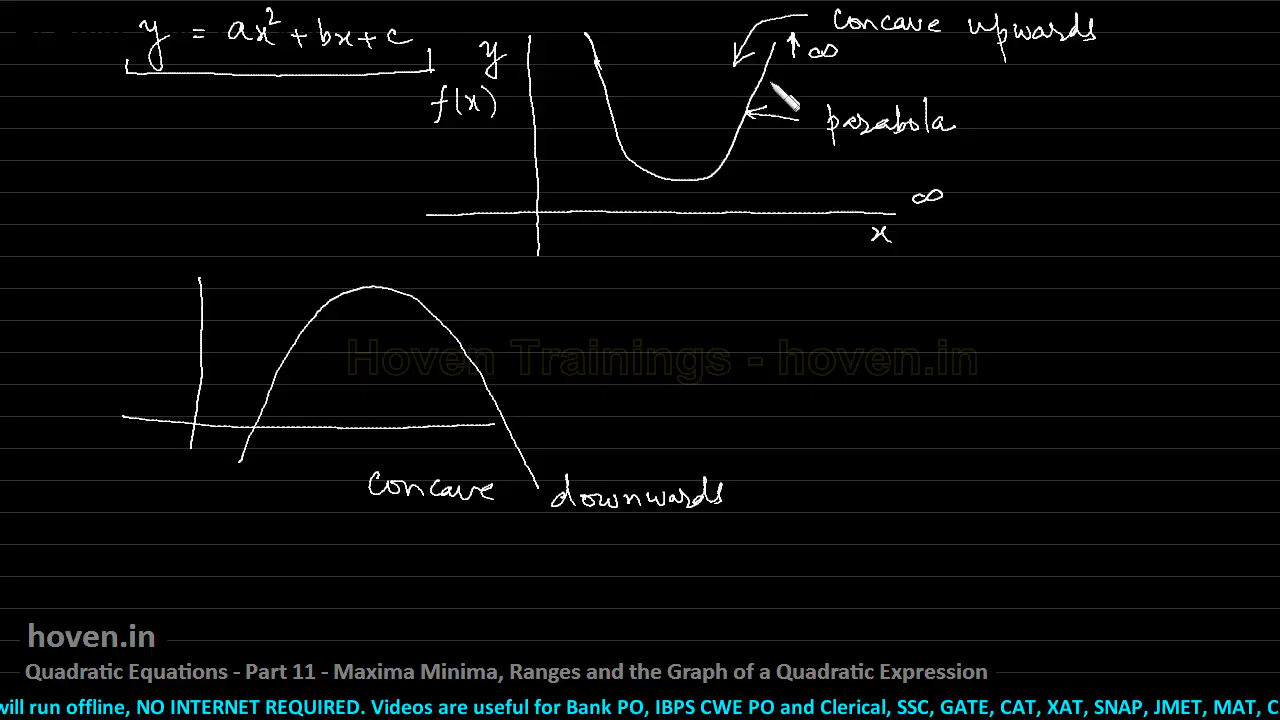 y = ax² + bx + c
y
f(x)
concave upwards
↑ ∞
parabola
∞
x
Hoven Trainings - hoven.in
concave downwards
hoven.in
Quadratic Equations - Part 11 - Maxima Minima, Ranges and the Graph of a Quadratic Expression
will run offline, NO INTERNET REQUIRED. Videos are useful for Bank PO, IBPS CWE PO and Clerical, SSC, GATE, CAT, XAT, SNAP, JMET, MAT, C